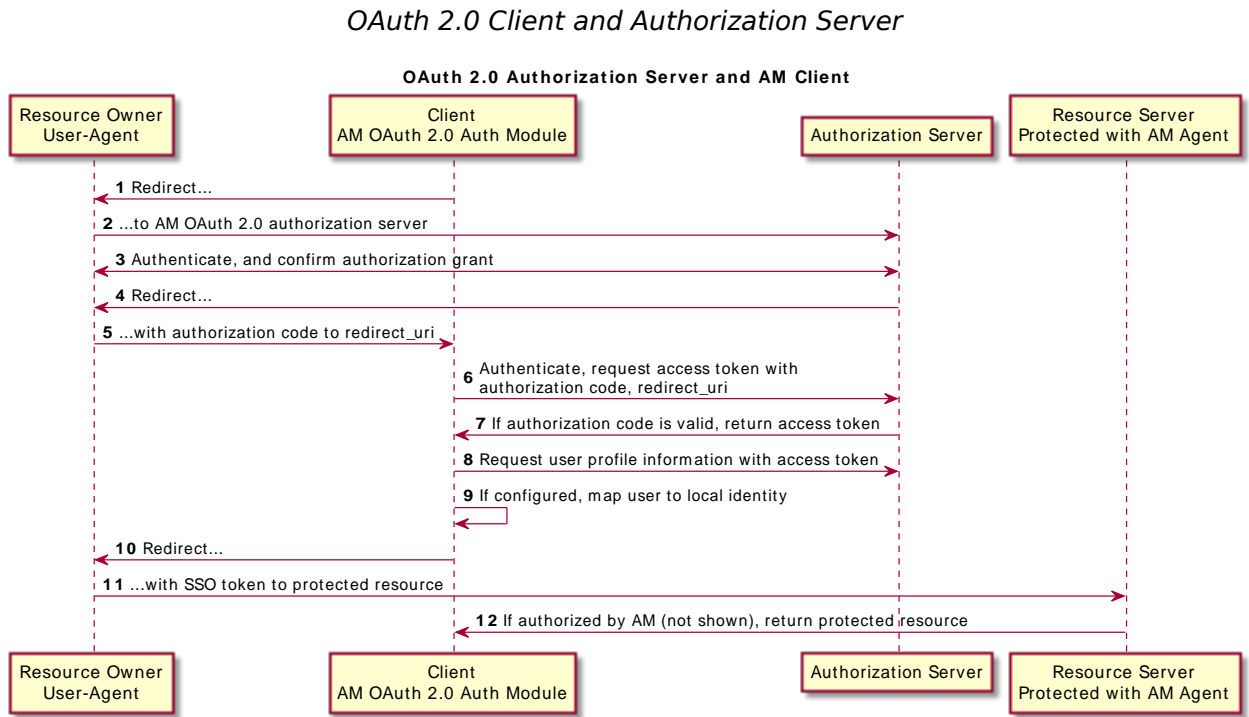 OAuth 2.0 Client and Authorization Server
OAuth 2.0 Authorization Server and AM Client
Resource Owner
User-Agent
Client
AM OAuth 2.0 Auth Module
Authorization Server
Resource Server
Protected with AM Agent
1 Redirect...
2 ...to AM OAuth 2.0 authorization server
3 Authenticate, and confirm authorization grant
4 Redirect...
5 ...with authorization code to redirect_uri
6 Authenticate, request access token with
authorization code, redirect_uri
7 If authorization code is valid, return access token
8 Request user profile information with access token
9 If configured, map user to local identity
10 Redirect...
11 ...with SSO token to protected resource
12 If authorized by AM (not shown), return protected resource
Resource Owner
User-Agent
Client
AM OAuth 2.0 Auth Module
Authorization Server
Resource Server
Protected with AM Agent